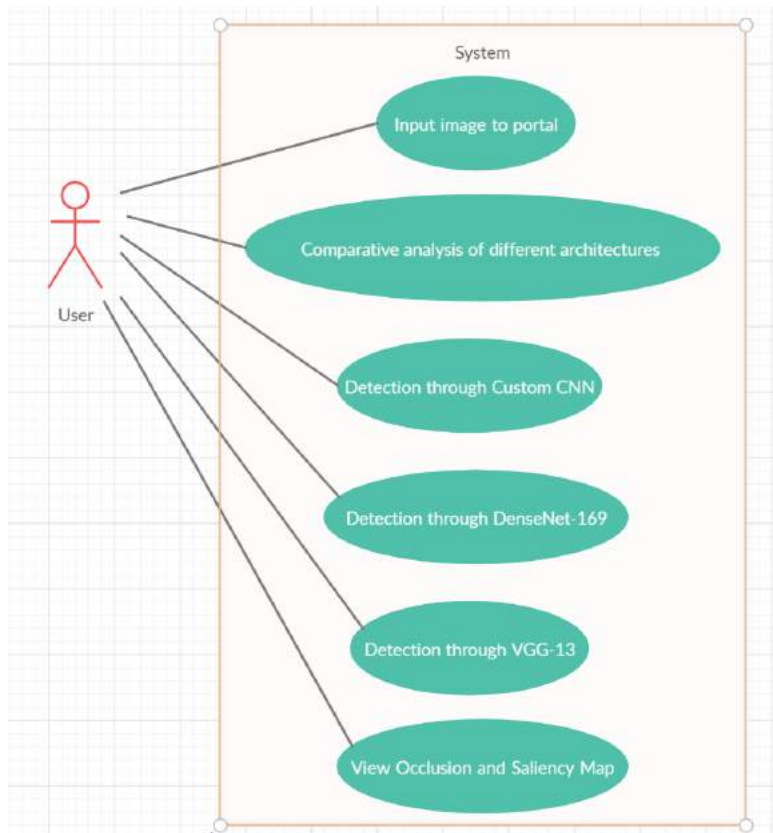 System
Input image to portal
Comparative analysis of different architectures
User
Detection through Custom CNN
Detection through DenseNet-169
Detection through VGG-13
View Occlusion and Saliency Map